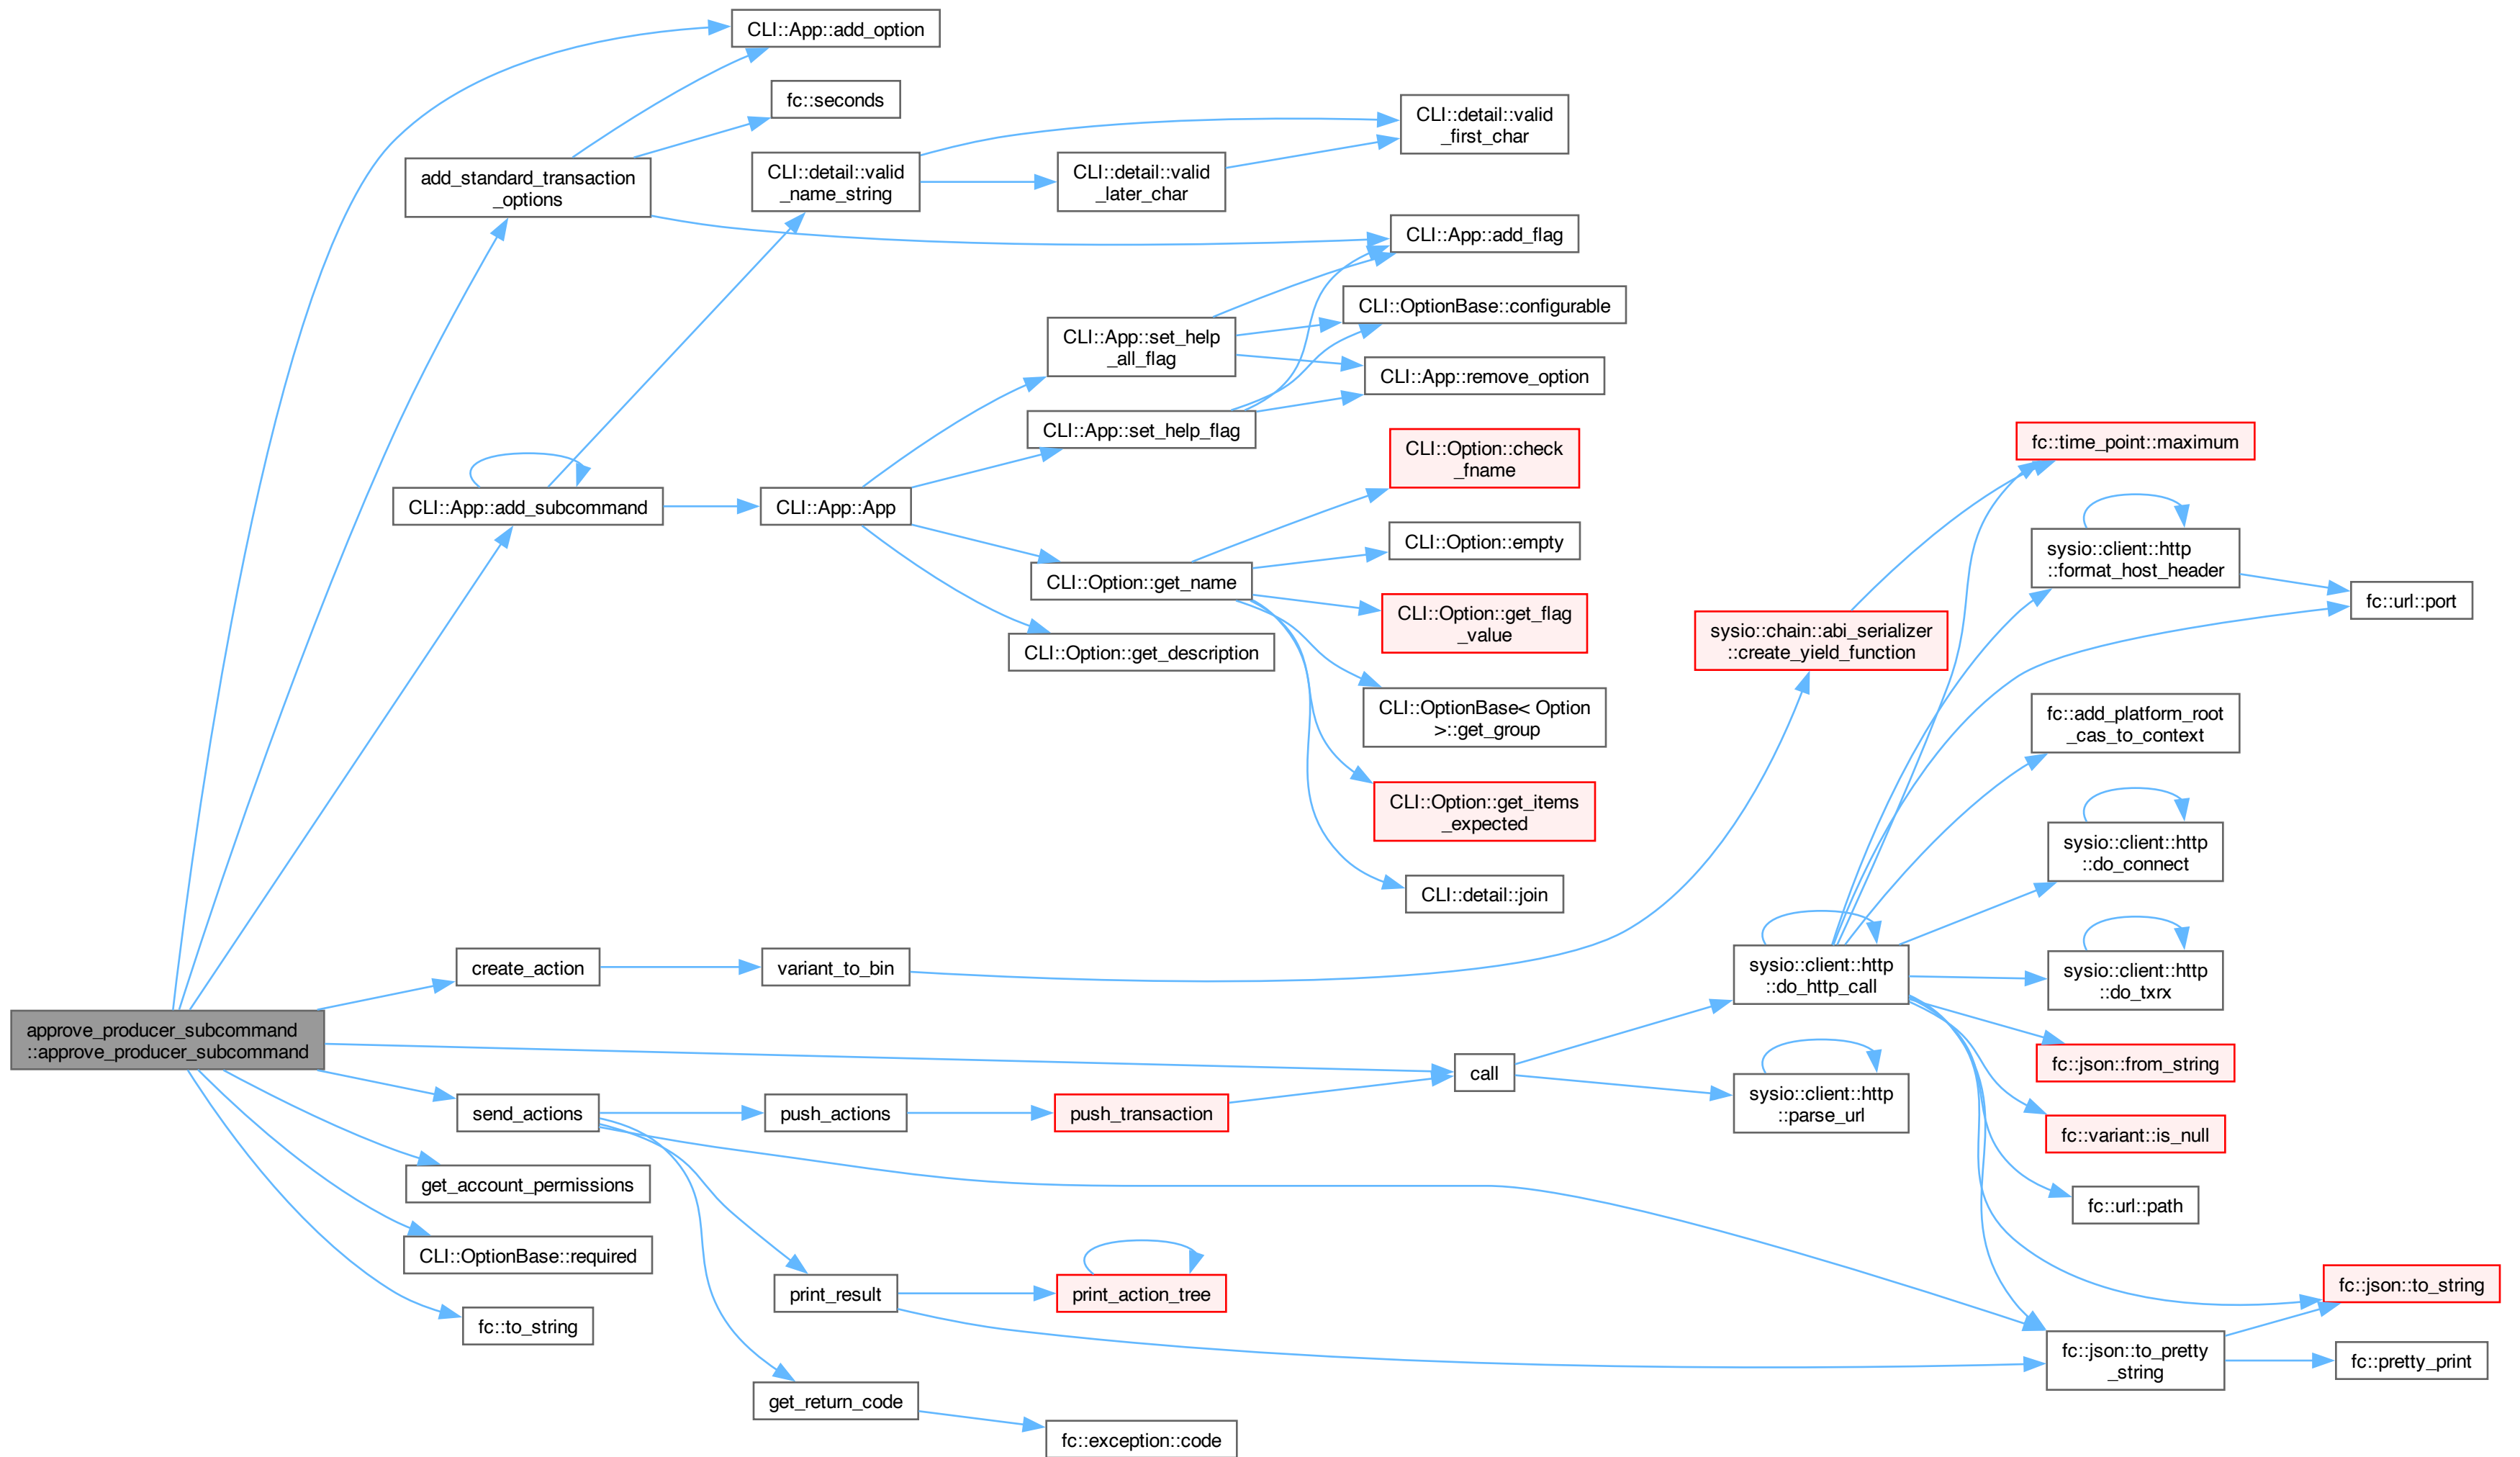 approve_producer_subcommand
::approve_producer_subcommand
CLI::App::add_option
add_standard_transaction
_options
fc::seconds
CLI::App::add_flag
CLI::App::add_subcommand
CLI::detail::valid
_name_string
CLI::detail::valid
_first_char
CLI::detail::valid
_later_char
CLI::App::App
CLI::App::set_help
_all_flag
CLI::OptionBase::configurable
CLI::App::remove_option
CLI::App::set_help_flag
CLI::Option::get_name
CLI::Option::check
_fname
CLI::Option::empty
CLI::Option::get_flag
_value
CLI::OptionBase< Option
>::get_group
CLI::Option::get_items
_expected
CLI::detail::join
CLI::Option::get_description
create_action
variant_to_bin
sysio::chain::abi_serializer
::create_yield_function
fc::time_point::maximum
call
sysio::client::http
::do_http_call
sysio::client::http
::format_host_header
fc::url::port
fc::add_platform_root
_cas_to_context
sysio::client::http
::do_connect
sysio::client::http
::do_txrx
fc::json::from_string
fc::variant::is_null
fc::url::path
fc::json::to_string
fc::json::to_pretty
_string
fc::pretty_print
sysio::client::http
::parse_url
send_actions
push_actions
push_transaction
print_result
print_action_tree
get_return_code
fc::exception::code
get_account_permissions
CLI::OptionBase::required
fc::to_string